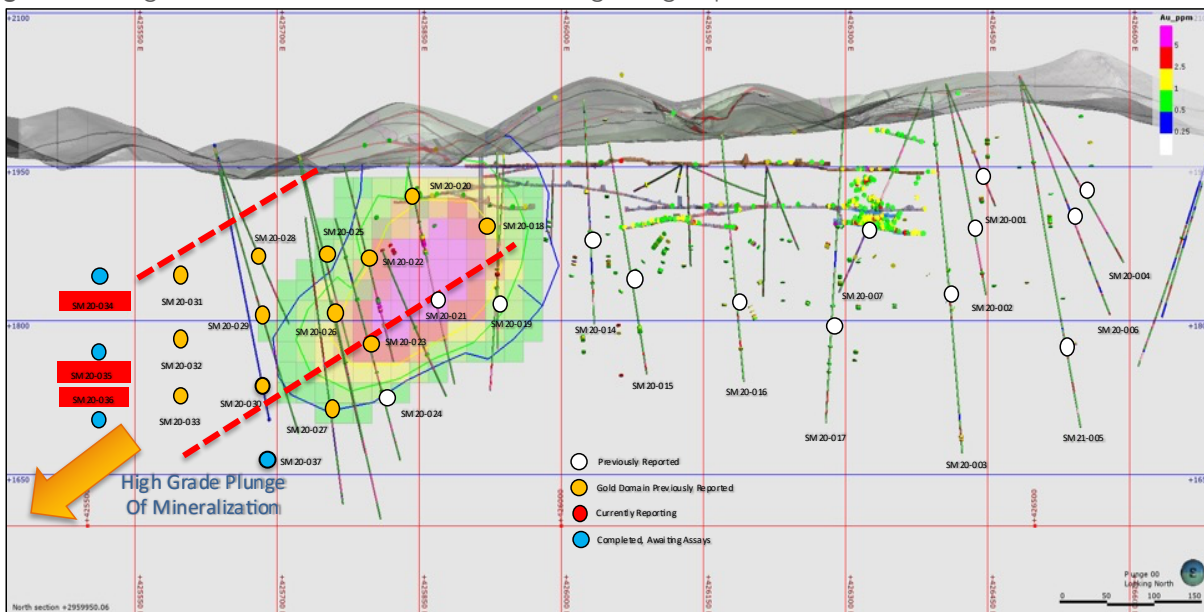 +2100
+425550 E
+425700 E
+425850 E
+426000 E
+426150 E
+426300 E
+426450 E
+426600 E
Au_ppm
5
2.5
1
0.5
0.25
+1950
SM20-020
SM20-018
SM20-025
SM20-028
SM20-022
SM20-001
SM20-004
SM20-034
SM20-031
SM20-021
SM20-007
SM20-002
SM20-029
SM20-026
SM20-019
SM20-006
+1800
SM20-014
SM20-023
SM20-032
SM20-035
SM20-015
SM20-016
SM20-036
SM20-030
SM20-024
SM20-033
SM20-027
SM20-017
SM21-005
SM20-037
SM20-003
+1650
High Grade Plunge
Of Mineralization
Previously Reported
Gold Domain Previously Reported
Currently Reporting
Completed, Awaiting Assays
+426000
+426500
Plunge 00
Looking North
0 50 100 150
North section +2959950.06